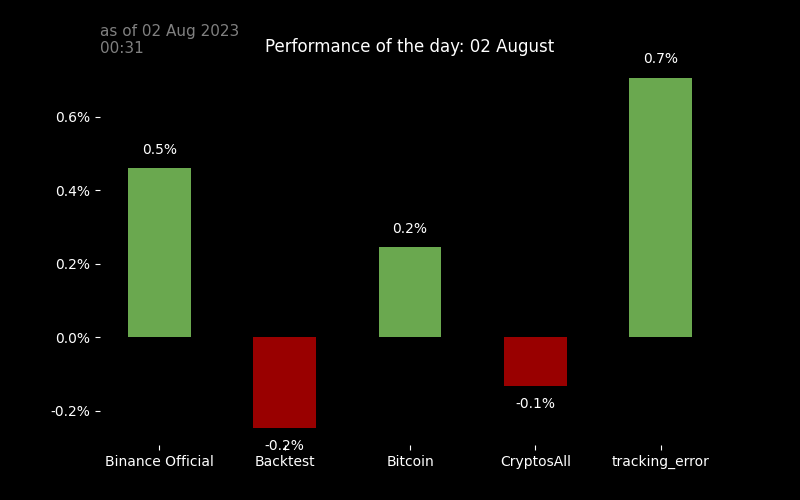 as of 02 Aug 2023
00:31
Performance of the day: 02 August
0.7%
0.6%
0.5%
0.4%
0.2%
0.2%
0.0%
-0.1%
-0.2%
-0.2%
Binance Official
Backtest
Bitcoin
CryptosAll
tracking_error